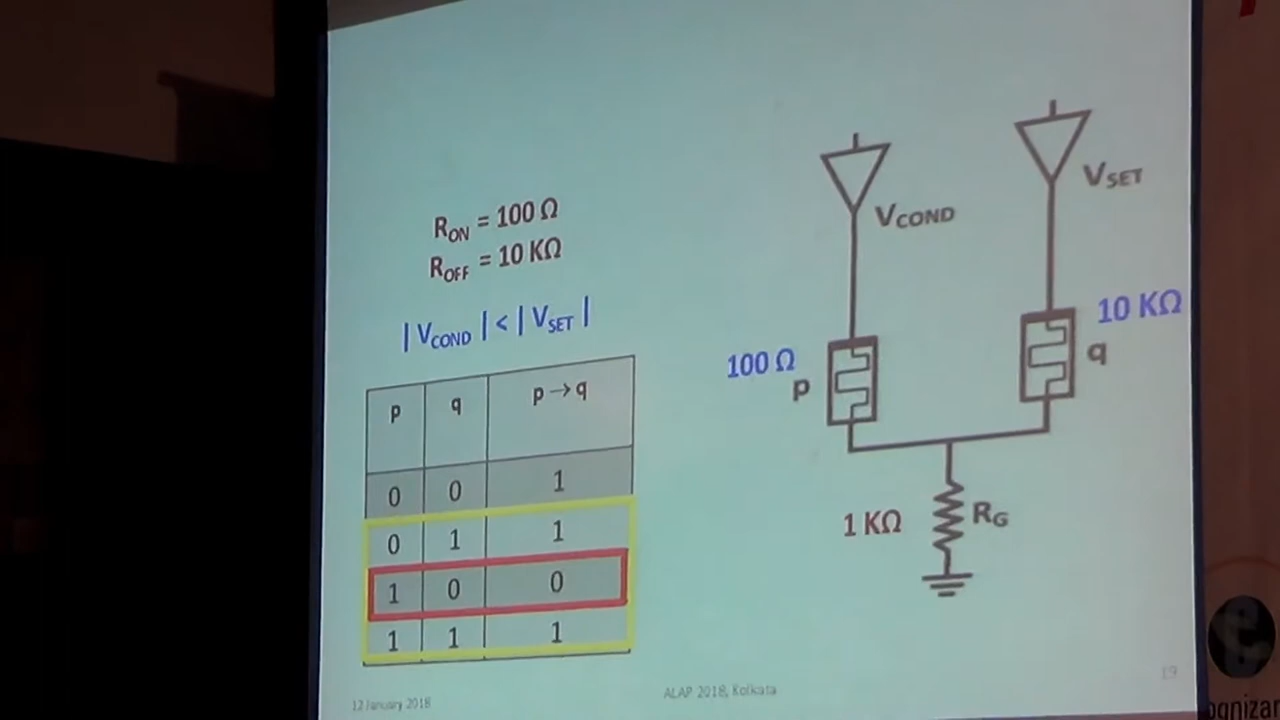 R_ON = 100 Ω
R_OFF = 10 KΩ
|V_COND| < |V_SET|
p q p→q
0 0 1
0 1 1
1 0 0
1 1 1
V_COND
V_SET
100 Ω
p
10 KΩ
q
1 KΩ
R_G
12 January 2018
ALAP 2018, Kolkata
19